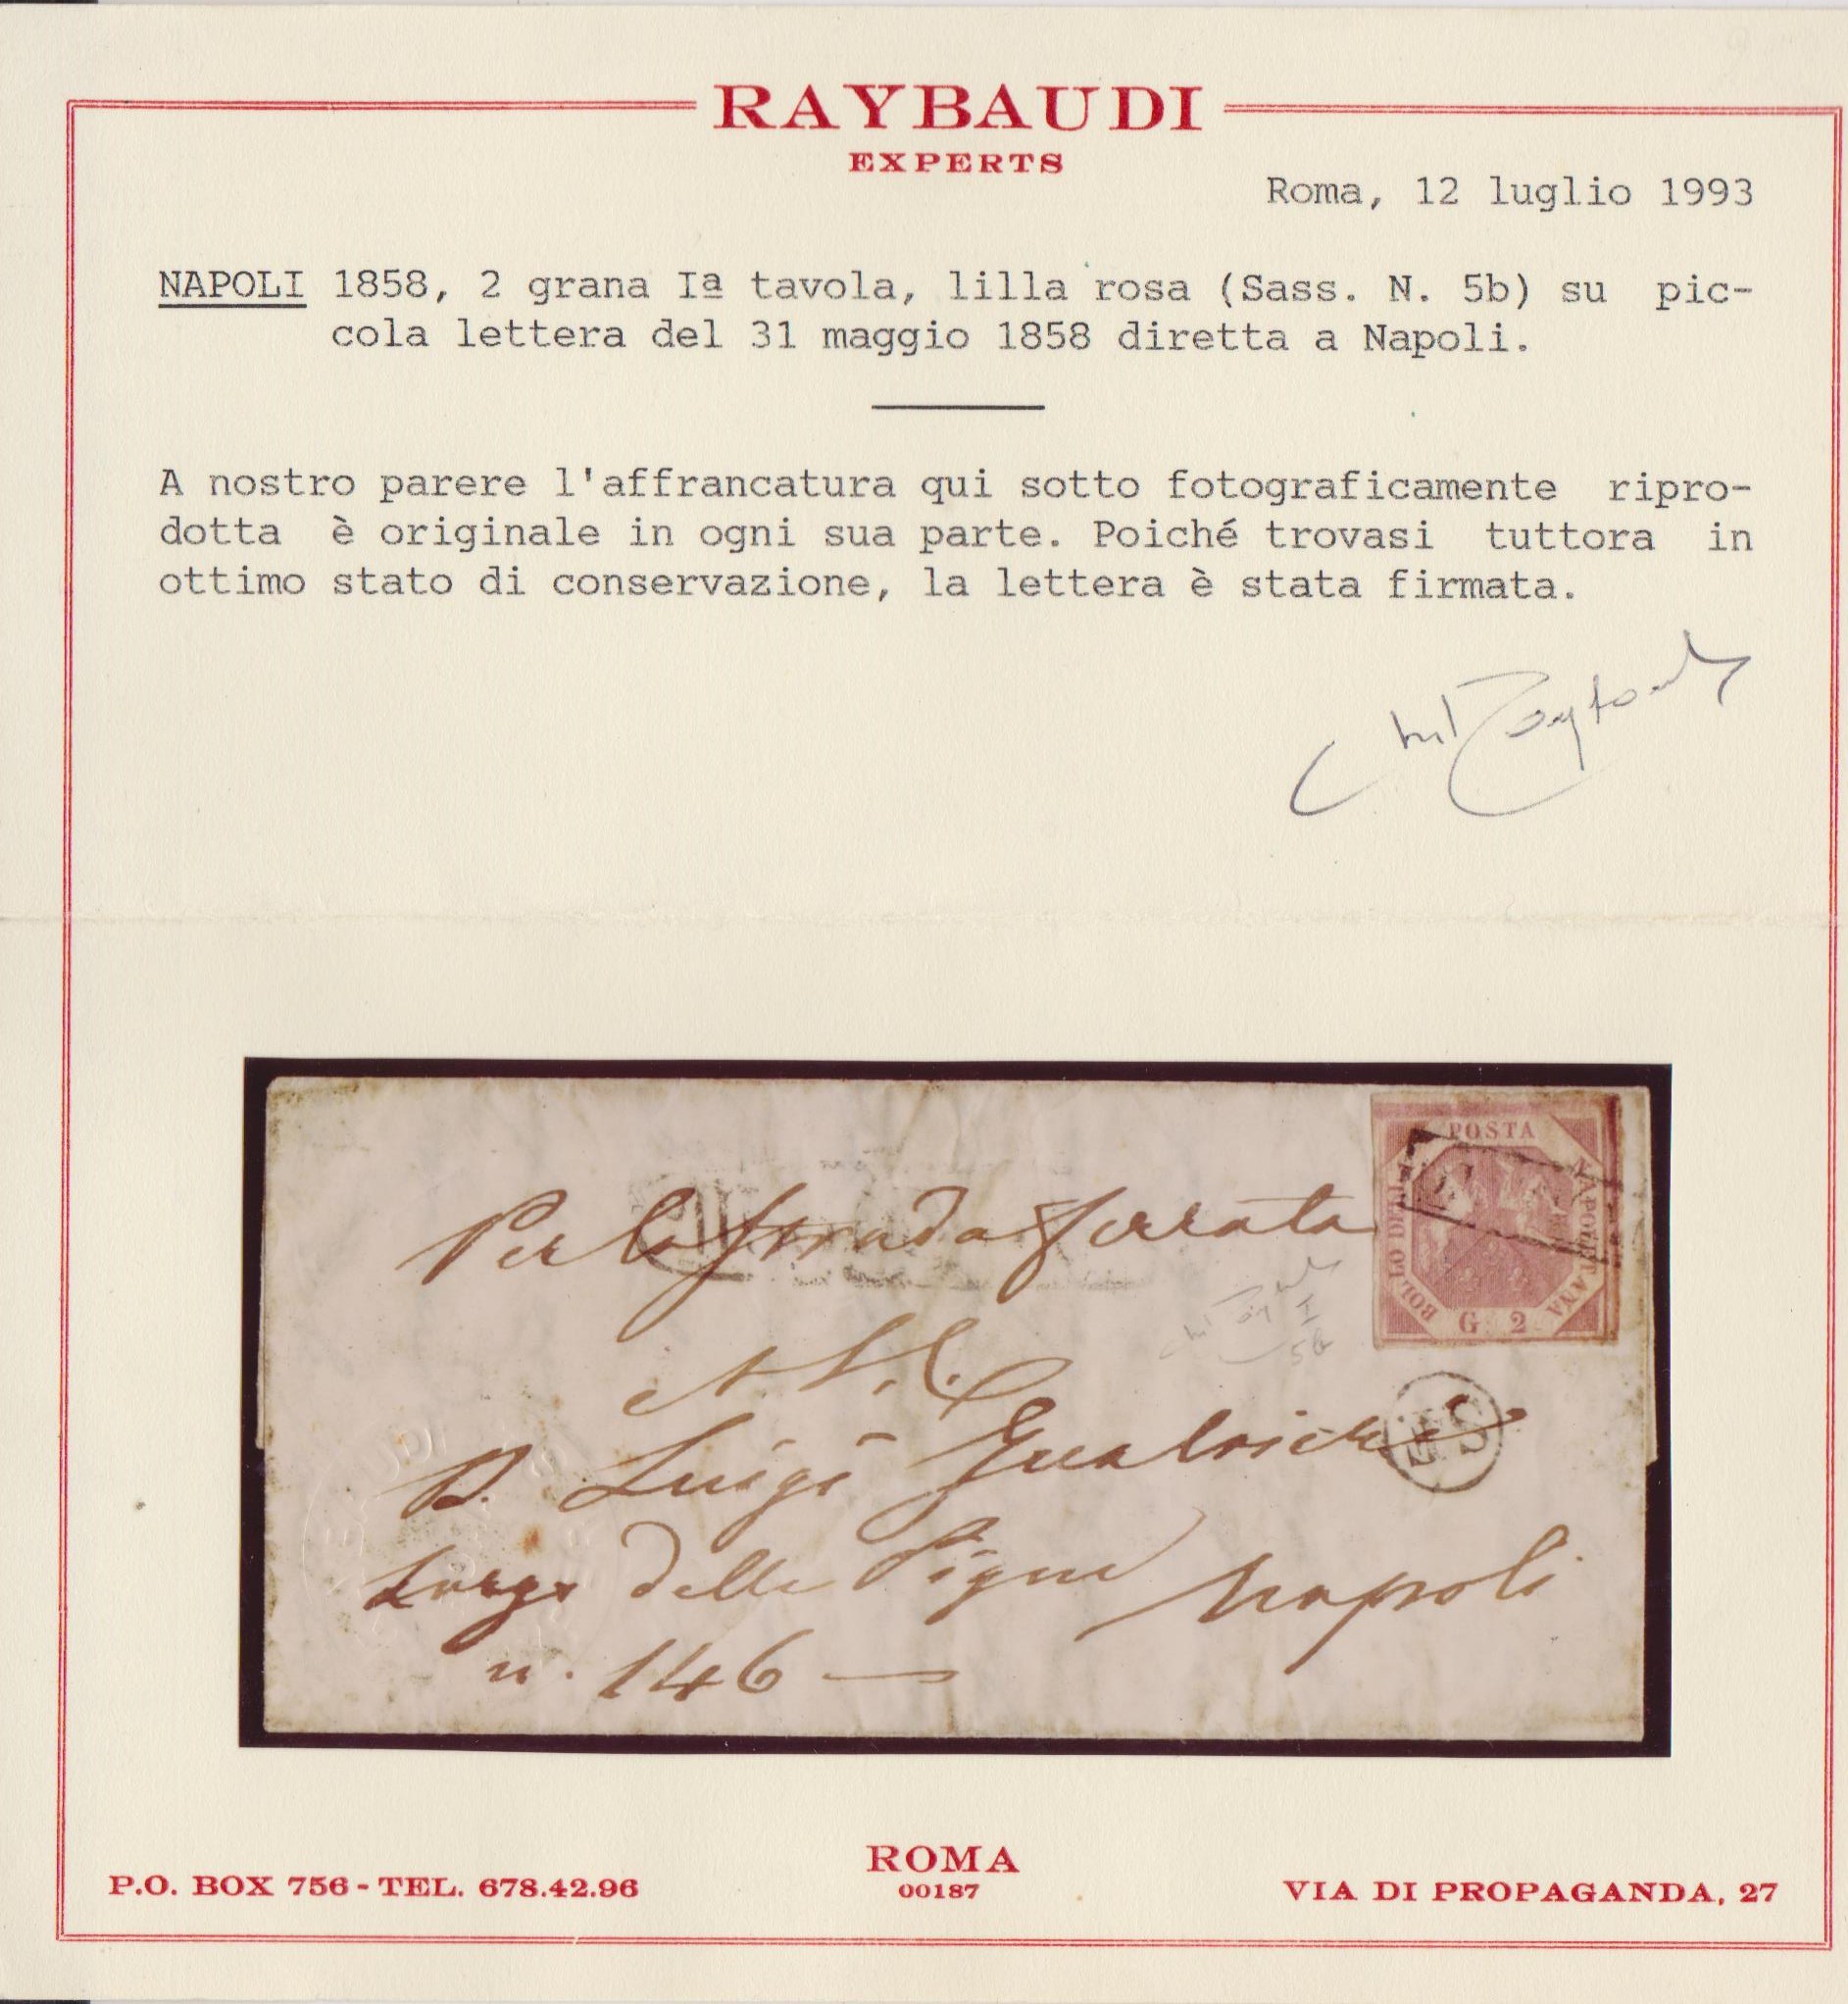 RAYBAUDI
EXPERTS
Roma, 12 luglio 1993
NAPOLI 1858, 2 grana Iª tavola, lilla rosa (Sass. N. 5b) su pic-
cola lettera del 31 maggio 1858 diretta a Napoli.
A nostro parere l'affrancatura qui sotto fotograficamente ripro-
dotta è originale in ogni sua parte. Poiché trovasi tuttora in
ottimo stato di conservazione, la lettera è stata firmata.
POSTA
NAPOLETANA
BOLLO DELLA
G. 2
Per la strada ferrata
D. Luigi
Largo delle Pigne Napoli
n. 146
ROMA
00187
P.O. BOX 756 - TEL. 678.42.96
VIA DI PROPAGANDA, 27